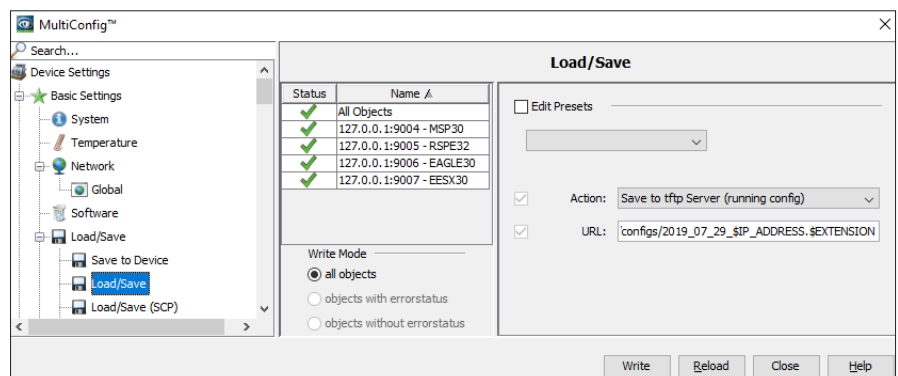 MultiConfig™
Search...
Device Settings
Basic Settings
System
Temperature
Network
Global
Software
Load/Save
Save to Device
Load/Save
Load/Save (SCP)
Load/Save
Status Name
All Objects
127.0.0.1:9004 - MSP30
127.0.0.1:9005 - RSPE32
127.0.0.1:9006 - EAGLE30
127.0.0.1:9007 - EESX30
Write Mode
all objects
objects with errorstatus
objects without errorstatus
Edit Presets
Action: Save to tftp Server (running config)
URL: configs/2019_07_29_$IP_ADDRESS.$EXTENSION
Write Reload Close Help